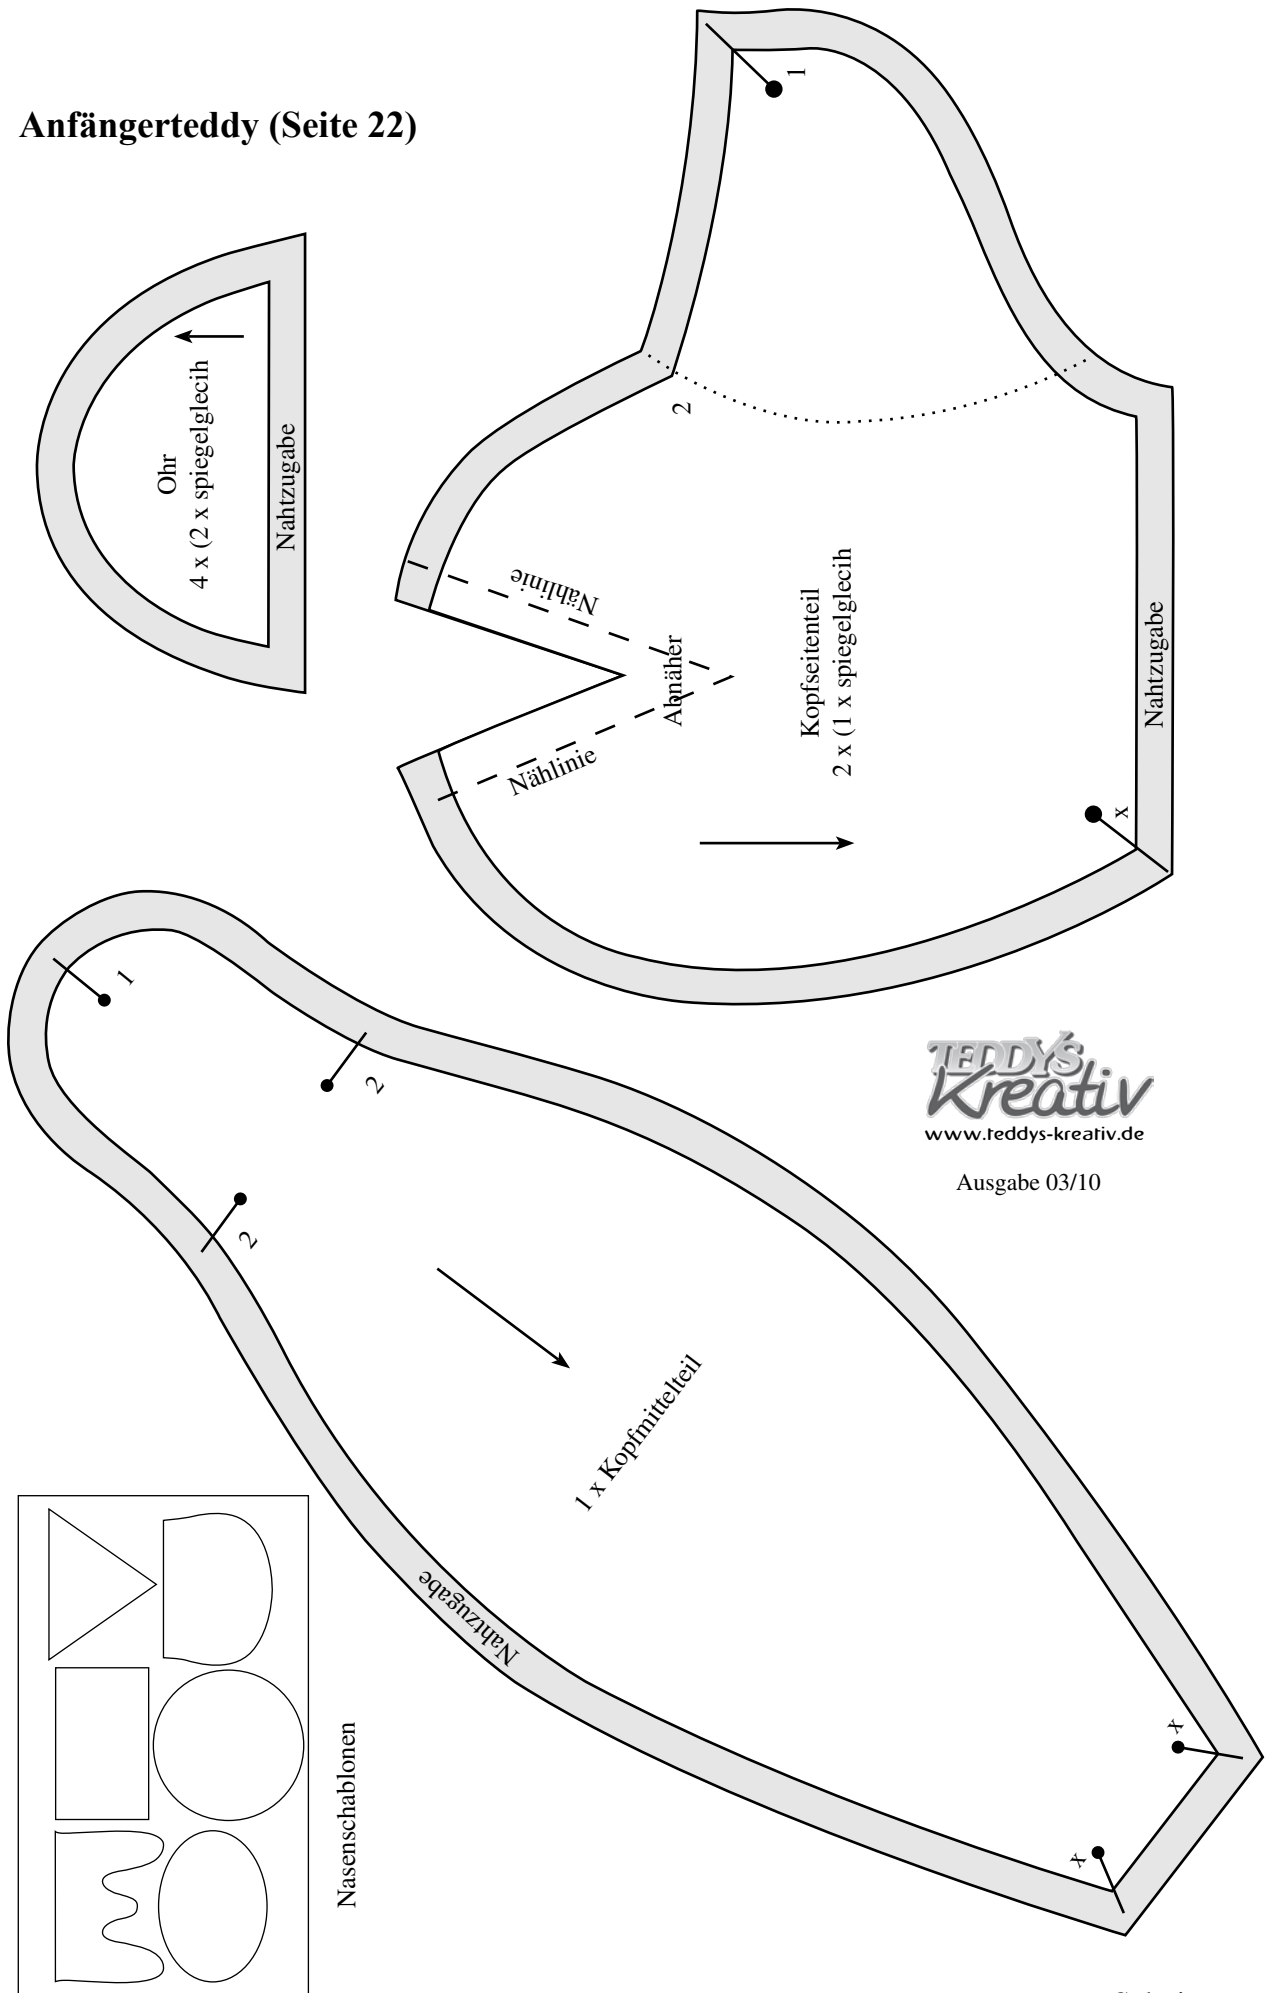 Anfängerteddy (Seite 22)
1
2
Ohr
4 x (2 x spiegelglecih
Nahtzugabe
Nählinie
Abnäher
Nählinie
Kopfseitenteil
2 x (1 x spiegelglecih
Nahtzugabe
x
1
2
2
TEDDY'S
Kreativ
www.teddys-kreativ.de
Ausgabe 03/10
1 x Kopfmittelteil
Nahtzugabe
Nasenschablonen
x
x